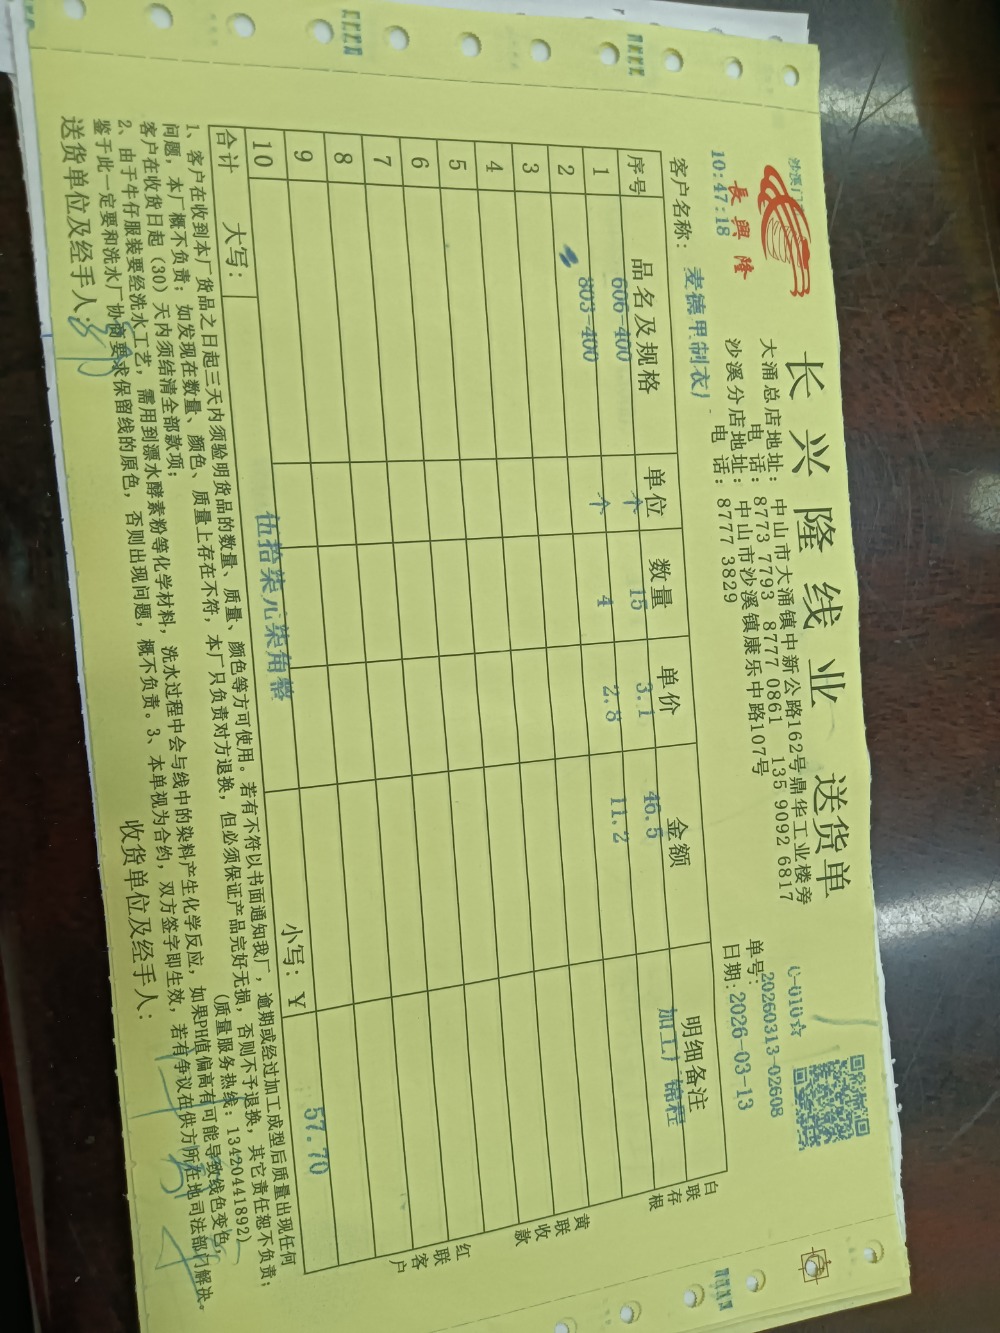 長興隆
长兴隆线业 送货单
沙溪门
10:47:18
大涌总店地址: 中山市大涌镇中新公路162号鼎华工业楼旁
电 话: 8773 7793 8777 0861 135 9092 6817
沙溪分店地址: 中山市沙溪镇康乐中路107号
电 话: 8777 3829
C-010☆
单号: 20260313-02608
日期: 2026-03-13
客户名称: 麦德甲制衣厂
序号 品名及规格 单位 数量 单价 金额 明细备注
1 606-400 个 15 3.1 46.5 加工厂 锦程
2 803-400 个 4 2.8 11.2
3
4
5
6
7
8
9
10
合计 大写: 伍拾柒元柒角整 小写: ¥ 57.70
白联存根
黄联收款
红联客户
1、客户在收到本厂货品之日起三天内须验明货品的数量、质量、颜色等方可使用。若有不符以书面通知我厂，逾期或经过加工成型后质量出现任何
问题，本厂概不负责；如发现在数量、颜色、质量上存在不符，本厂只负责对方退换，但必须保证产品完好无损，否则不予退换，其它责任恕不负责；
客户在收货日起（30）天内须结清全部款项； （质量服务热线：13420441892）
2、由于牛仔服装要经洗水工艺，需用到漂水酵素粉等化学材料，洗水过程中会与线中的染料产生化学反应，如果PH值偏高有可能导致线色变色，
鉴于此一定要和洗水厂协商要求保留线的原色，否则出现问题，概不负责。3、本单视为合约，双方签字即生效，若有争议在供方所在地司法部门解决。
送货单位及经手人: 收货单位及经手人: